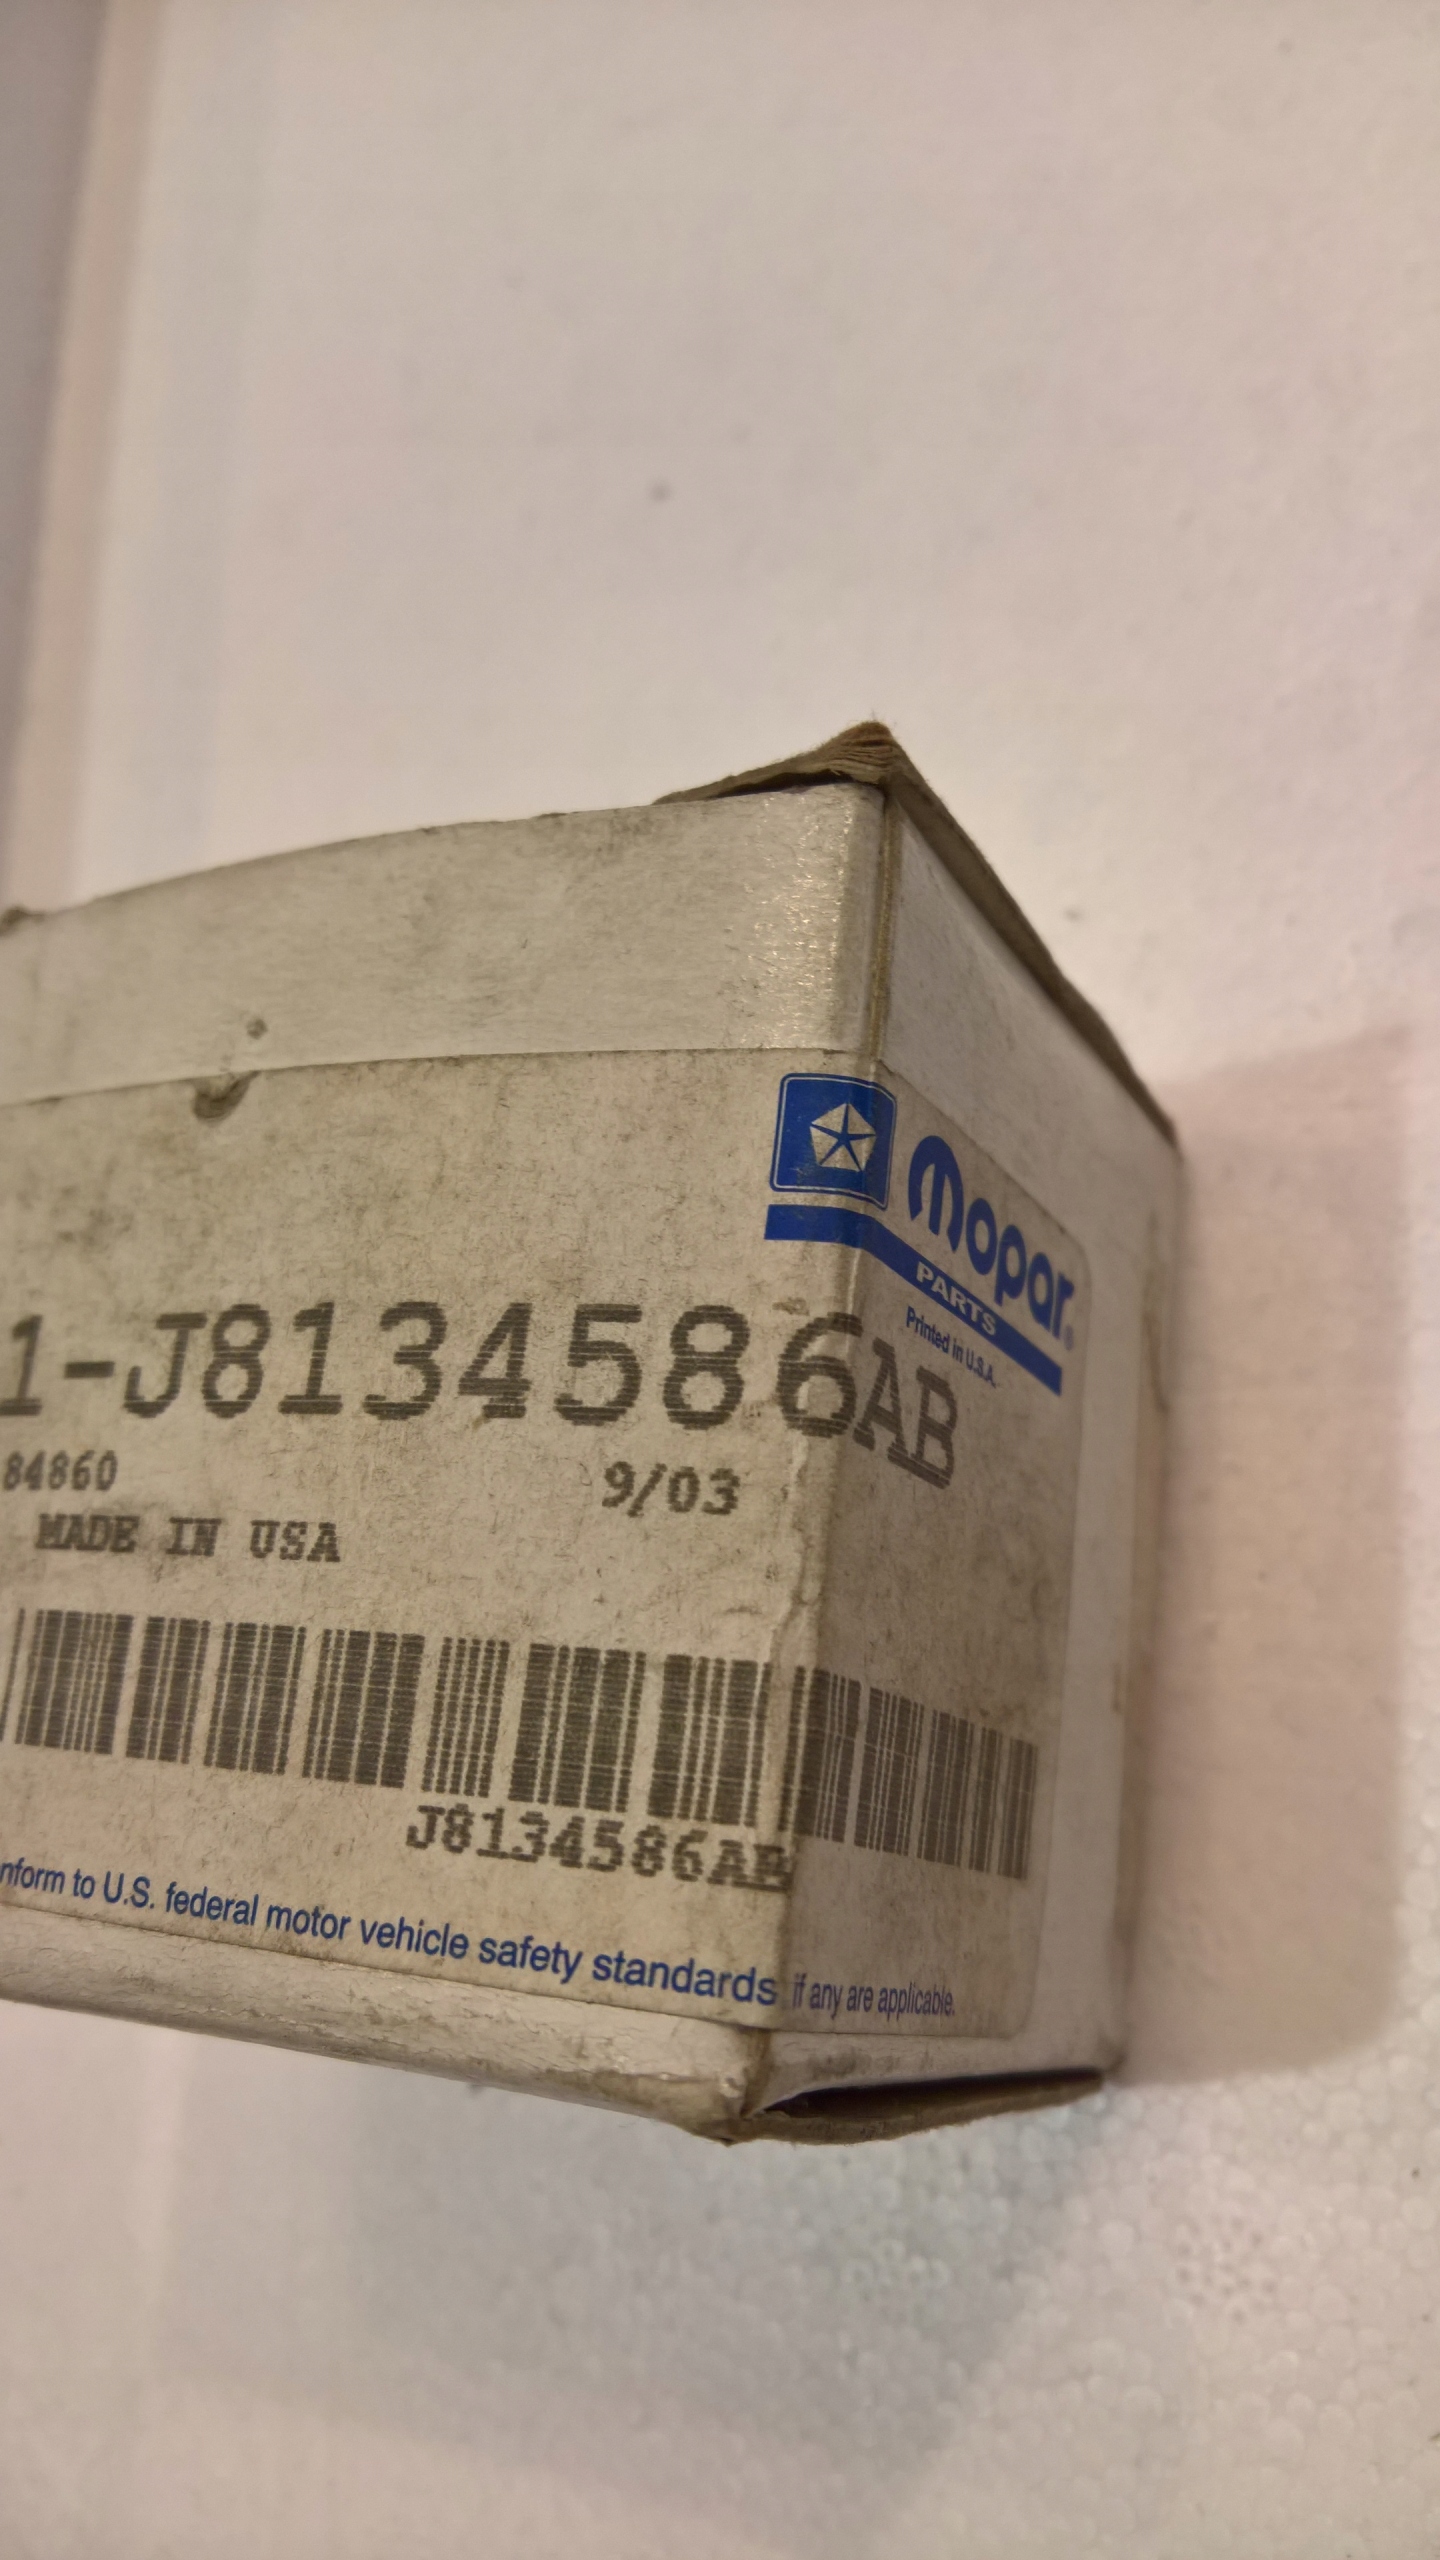 Mopar®
PARTS
Printed in U.S.A.
1-J8134586AB
84860 9/03
MADE IN USA
J8134586AB
nform to U.S. federal motor vehicle safety standards if any are applicable.